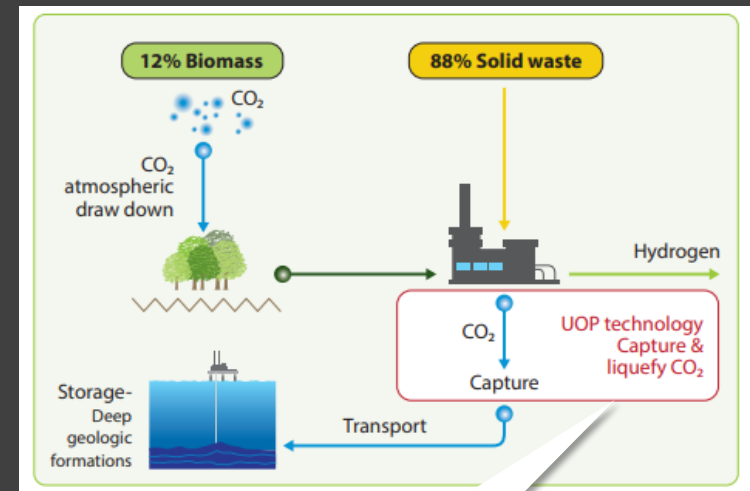 12% Biomass
88% Solid waste
CO₂
CO₂
atmospheric
draw down
Hydrogen
CO₂
UOP technology
Capture &
liquefy CO₂
Capture
Storage-
Deep
geologic
formations
Transport